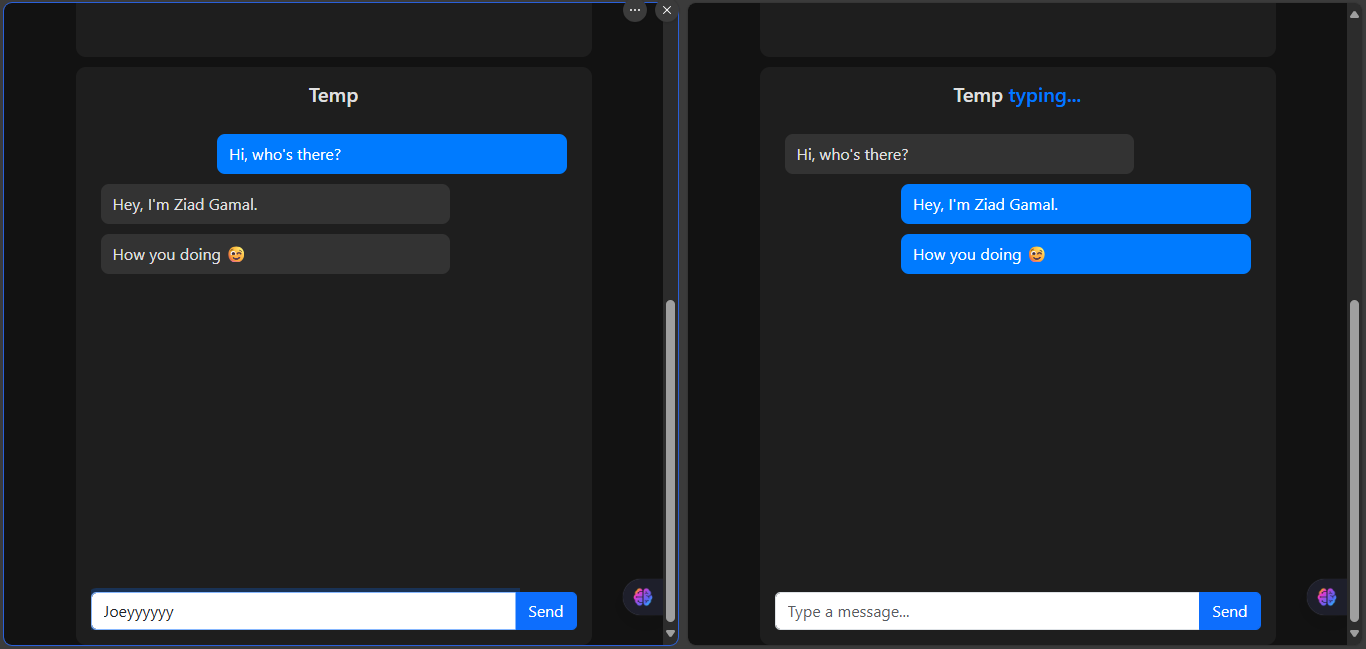 Temp
Hi, who's there?
Hey, I'm Ziad Gamal.
How you doing 😉
Joeyyyyyy
Send
Temp typing...
Hi, who's there?
Hey, I'm Ziad Gamal.
How you doing 😉
Type a message...
Send